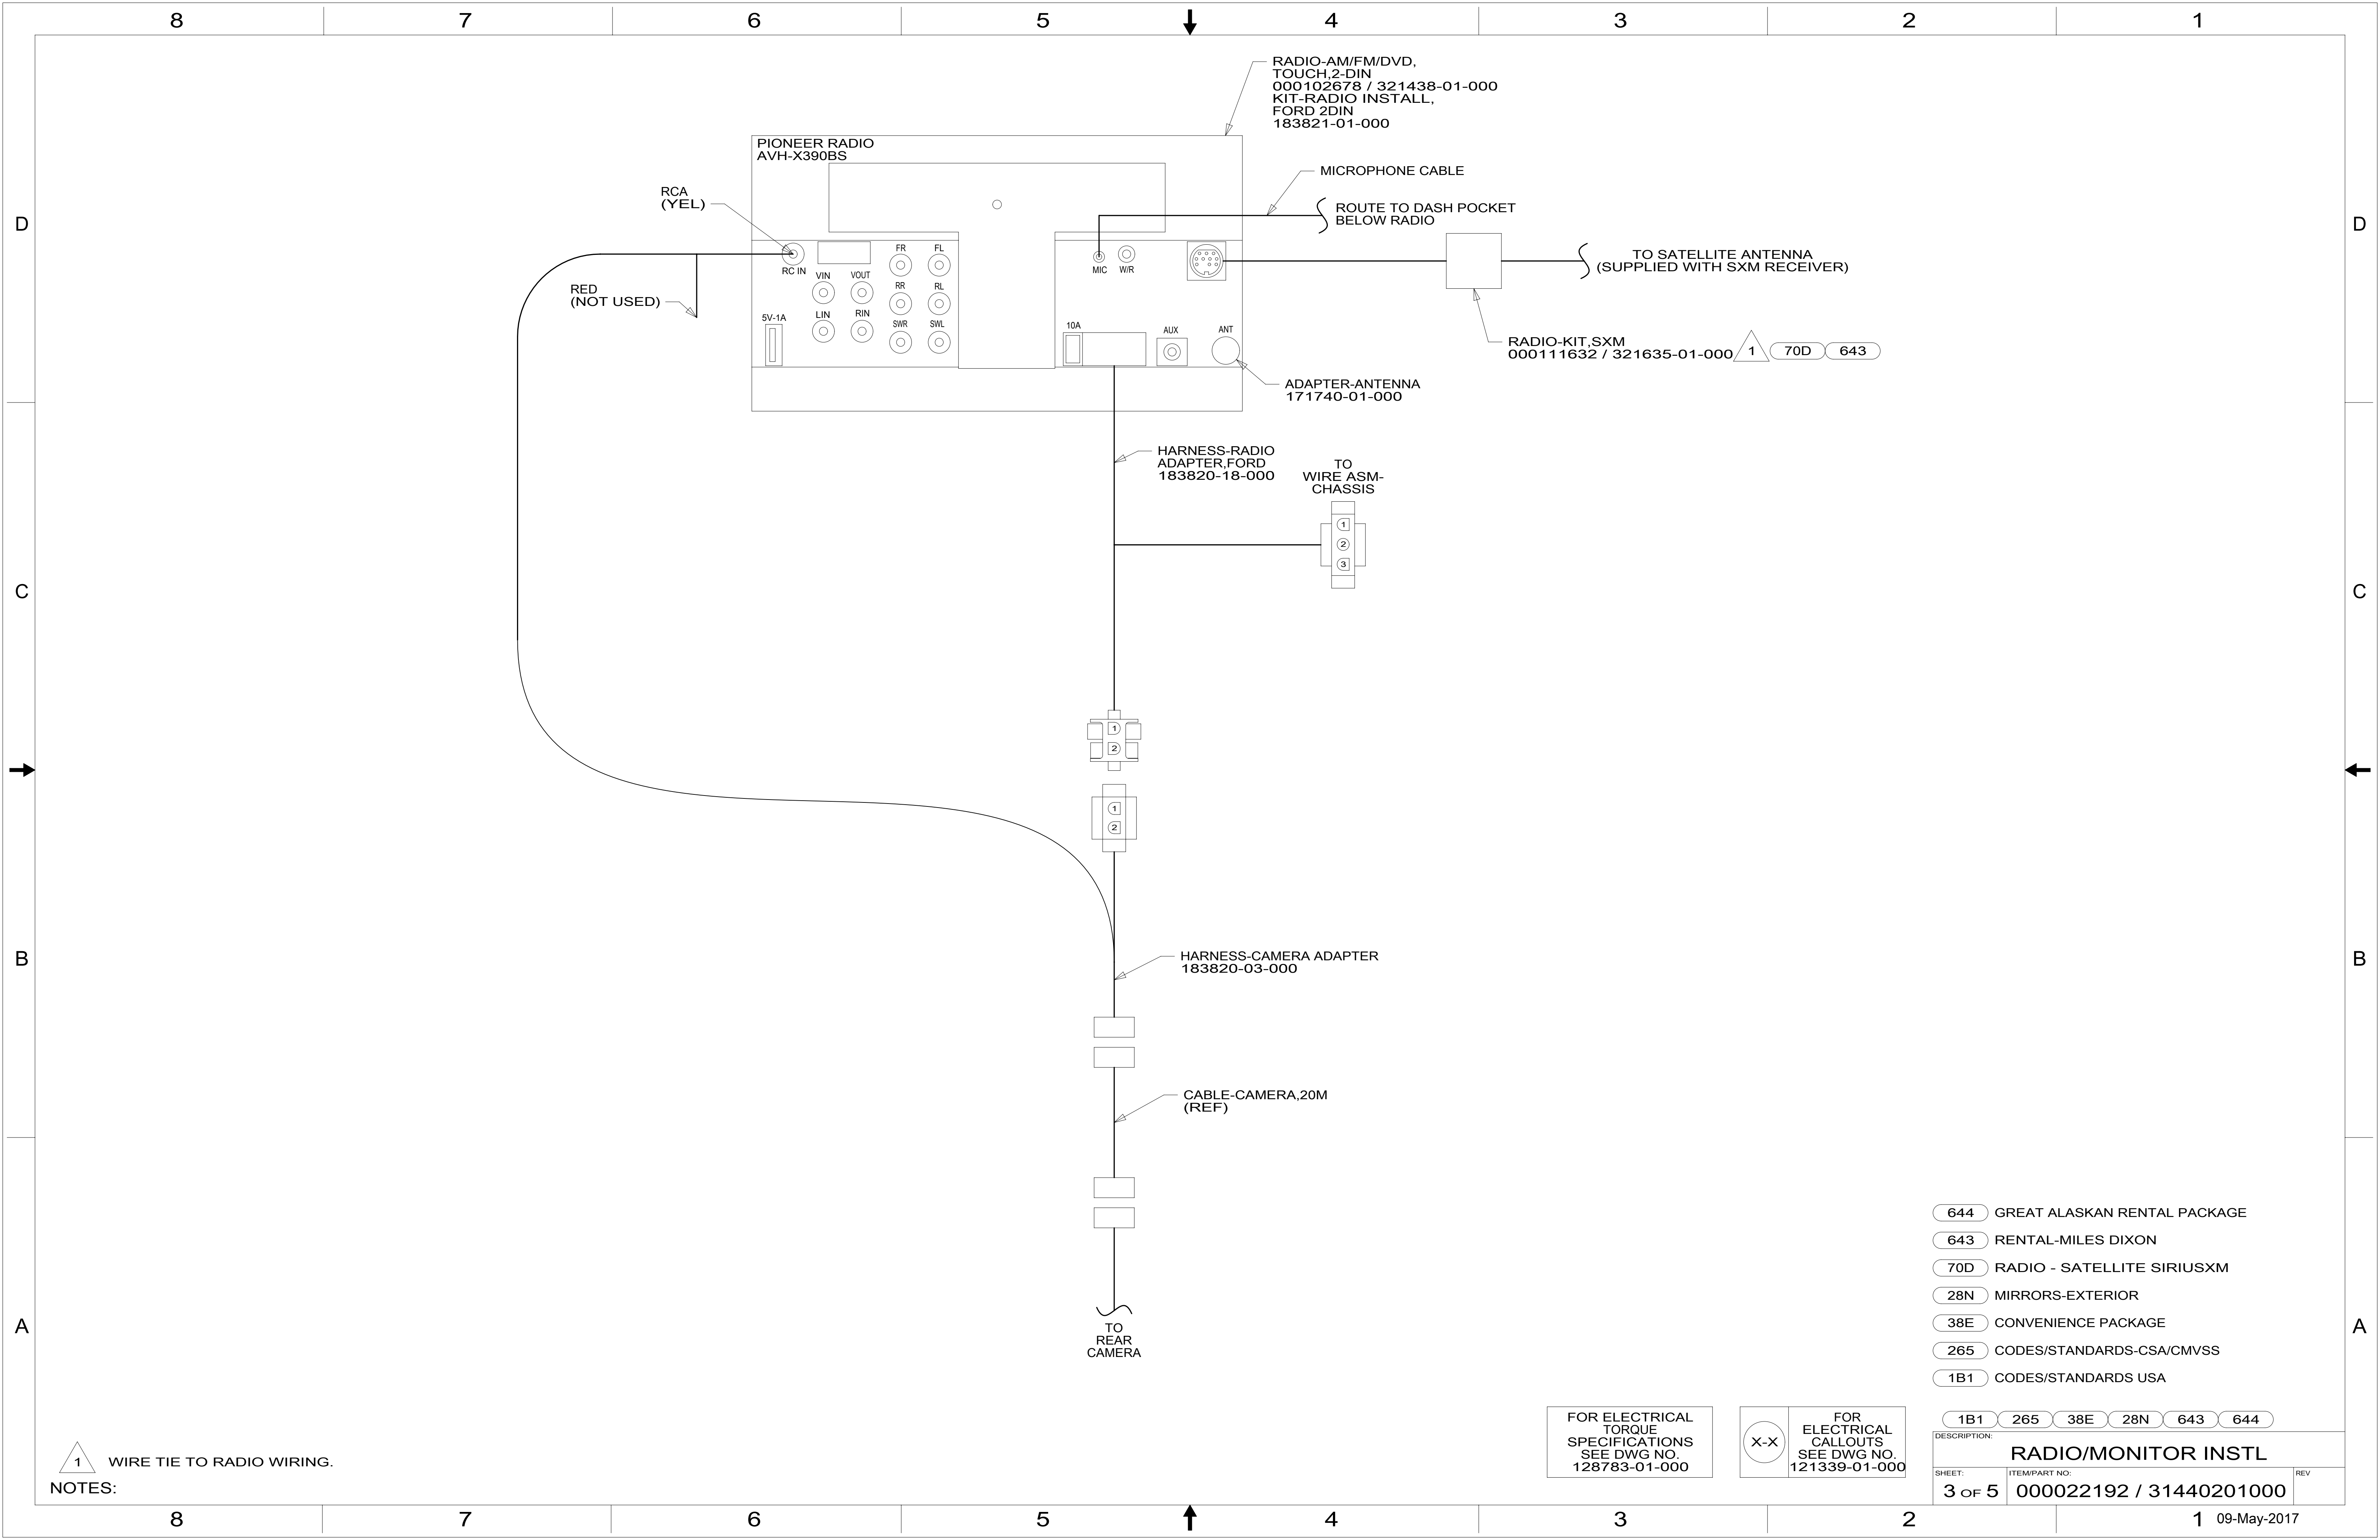 8 7 6 5 4 3 2 1
RADIO-AM/FM/DVD,
TOUCH,2-DIN
000102678 / 321438-01-000
KIT-RADIO INSTALL,
FORD 2DIN
183821-01-000
PIONEER RADIO
AVH-X390BS
MICROPHONE CABLE
RCA
(YEL)
ROUTE TO DASH POCKET
BELOW RADIO
D
D
TO SATELLITE ANTENNA
(SUPPLIED WITH SXM RECEIVER)
RC IN
VIN
VOUT
FR
FL
MIC
W/R
RED
(NOT USED)
RR
RL
5V-1A
LIN
RIN
SWR
SWL
10A
AUX
ANT
RADIO-KIT,SXM
000111632 / 321635-01-000
1
70D
643
ADAPTER-ANTENNA
171740-01-000
HARNESS-RADIO
ADAPTER,FORD
183820-18-000
TO
WIRE ASM-
CHASSIS
1
2
3
C
C
1
2
1
2
B
B
HARNESS-CAMERA ADAPTER
183820-03-000
CABLE-CAMERA,20M
(REF)
TO
REAR
CAMERA
A
A
644 GREAT ALASKAN RENTAL PACKAGE
643 RENTAL-MILES DIXON
70D RADIO - SATELLITE SIRIUSXM
28N MIRRORS-EXTERIOR
38E CONVENIENCE PACKAGE
265 CODES/STANDARDS-CSA/CMVSS
1B1 CODES/STANDARDS USA
1 WIRE TIE TO RADIO WIRING.
NOTES:
FOR ELECTRICAL
TORQUE
SPECIFICATIONS
SEE DWG NO.
128783-01-000
X-X
FOR
ELECTRICAL
CALLOUTS
SEE DWG NO.
121339-01-000
1B1 265 38E 28N 643 644
DESCRIPTION:
RADIO/MONITOR INSTL
SHEET:
3 OF 5
ITEM/PART NO:
000022192 / 31440201000
REV
8 7 6 5 4 3 2 1
09-May-2017